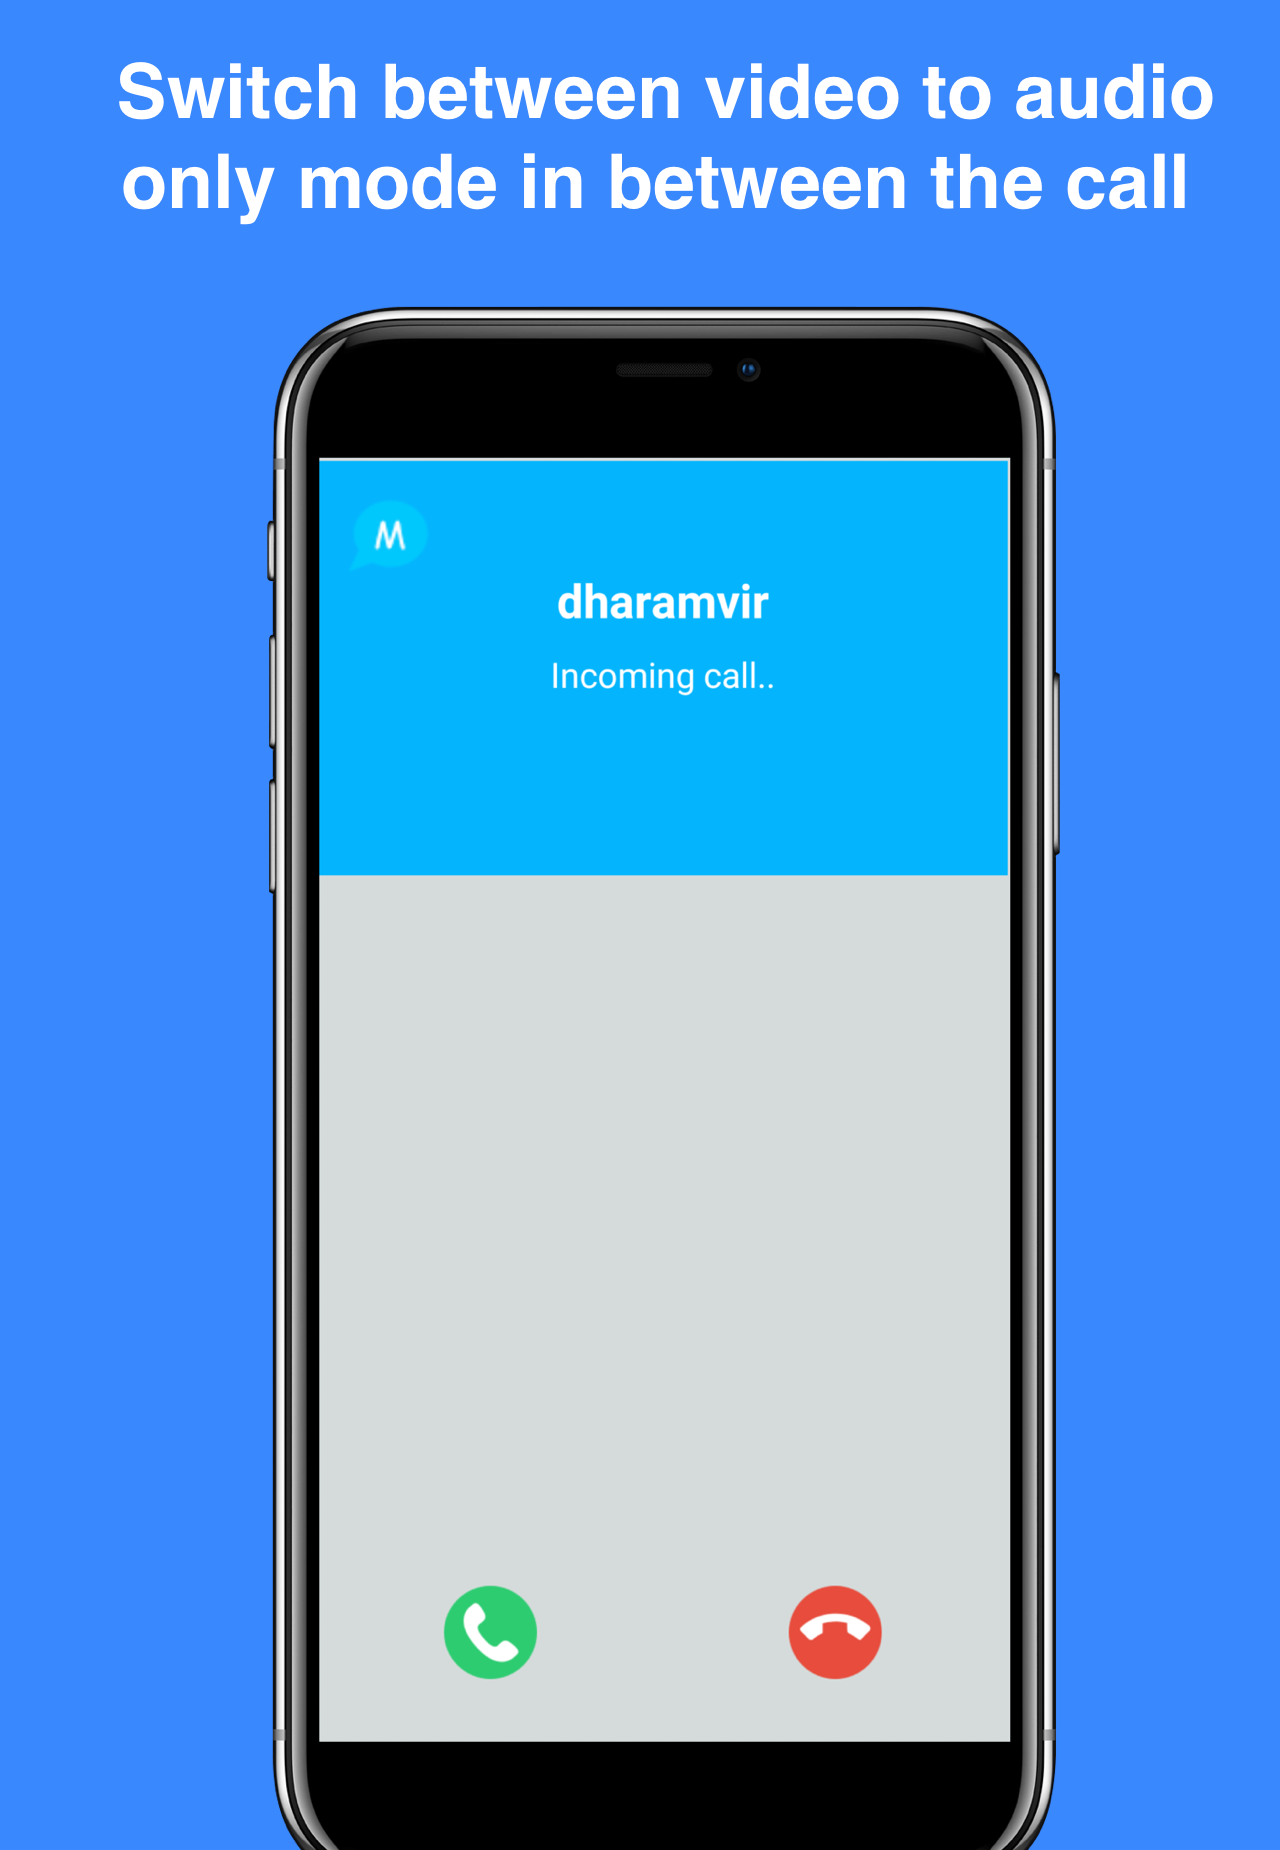 Switch between video to audio
only mode in between the call
M
dharamvir
Incoming call..